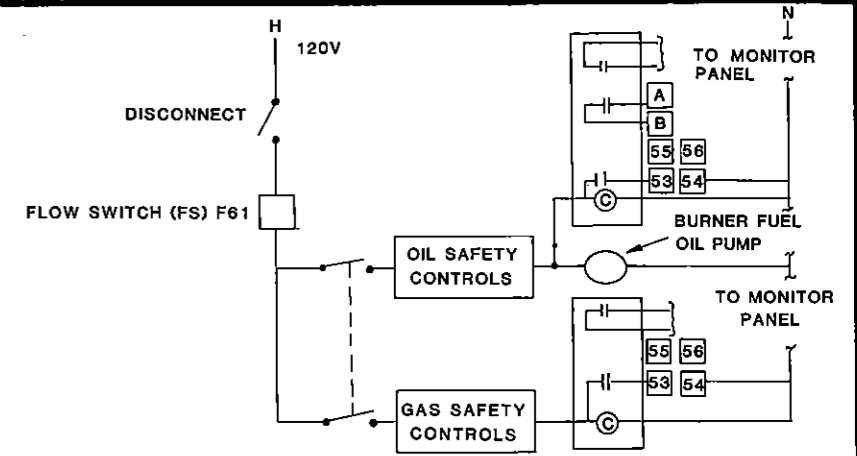 H
120V
N
TO MONITOR
PANEL
DISCONNECT
A
B
55 56
53 54
C
FLOW SWITCH (FS) F61
BURNER FUEL
OIL PUMP
OIL SAFETY
CONTROLS
TO MONITOR
PANEL
55 56
53 54
GAS SAFETY
CONTROLS
C